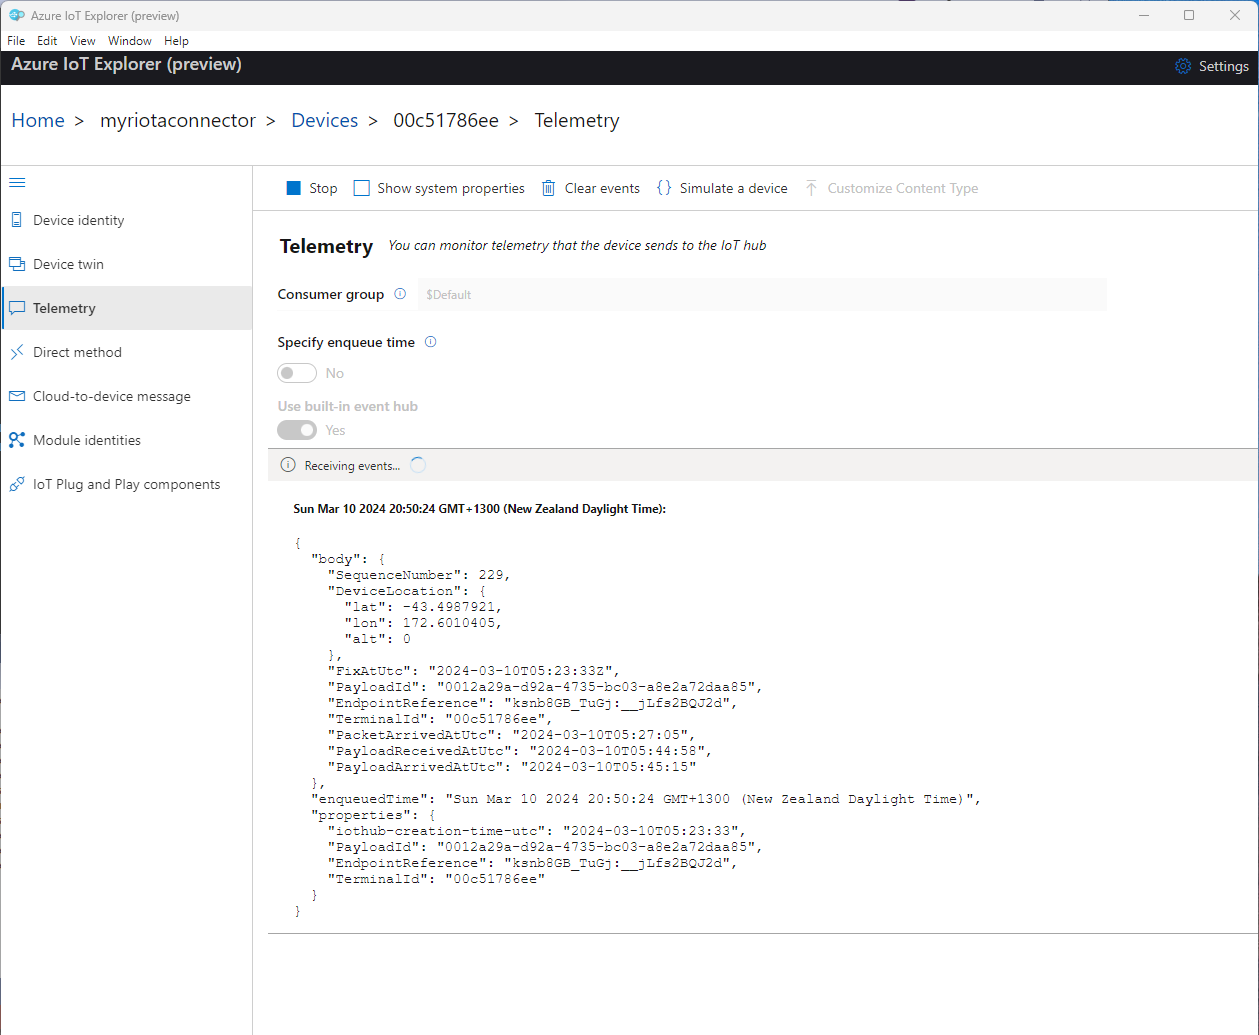 Azure IoT Explorer (preview)
File Edit View Window Help
Azure IoT Explorer (preview)
Settings
Home > myriotaconnector > Devices > 00c51786ee > Telemetry
Stop Show system properties Clear events {} Simulate a device Customize Content Type
Device identity
Device twin
Telemetry
Direct method
Cloud-to-device message
Module identities
IoT Plug and Play components
Telemetry You can monitor telemetry that the device sends to the IoT hub
Consumer group $Default
Specify enqueue time
No
Use built-in event hub
Yes
Receiving events...
Sun Mar 10 2024 20:50:24 GMT+1300 (New Zealand Daylight Time):
{
"body": {
"SequenceNumber": 229,
"DeviceLocation": {
"lat": -43.4987921,
"lon": 172.6010405,
"alt": 0
},
"FixAtUtc": "2024-03-10T05:23:33Z",
"PayloadId": "0012a29a-d92a-4735-bc03-a8e2a72daa85",
"EndpointReference": "ksnb8GB_TuGj:__jLfs2BQJ2d",
"TerminalId": "00c51786ee",
"PacketArrivedAtUtc": "2024-03-10T05:27:05",
"PayloadReceivedAtUtc": "2024-03-10T05:44:58",
"PayloadArrivedAtUtc": "2024-03-10T05:45:15"
},
"enqueuedTime": "Sun Mar 10 2024 20:50:24 GMT+1300 (New Zealand Daylight Time)",
"properties": {
"iothub-creation-time-utc": "2024-03-10T05:23:33",
"PayloadId": "0012a29a-d92a-4735-bc03-a8e2a72daa85",
"EndpointReference": "ksnb8GB_TuGj:__jLfs2BQJ2d",
"TerminalId": "00c51786ee"
}
}